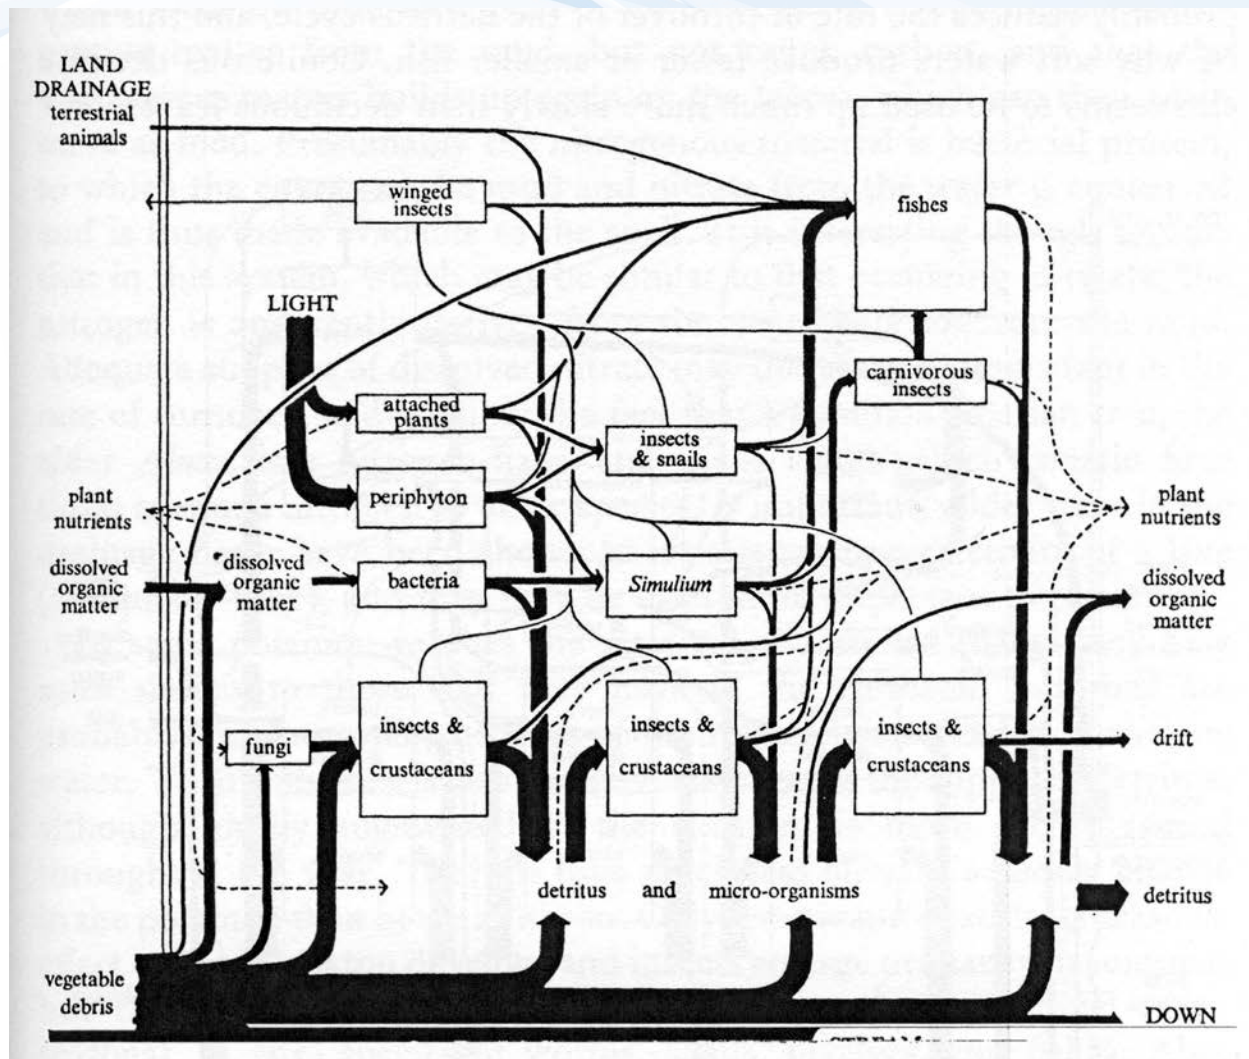 LAND
DRAINAGE
terrestrial
animals
winged
insects
fishes
LIGHT
carnivorous
insects
attached
plants
insects
& snails
plant
nutrients
periphyton
plant
nutrients
dissolved
organic
matter
dissolved
organic
matter
bacteria
Simulium
dissolved
organic
matter
fungi
insects &
crustaceans
insects &
crustaceans
insects &
crustaceans
drift
detritus and micro-organisms
detritus
vegetable
debris
DOWN